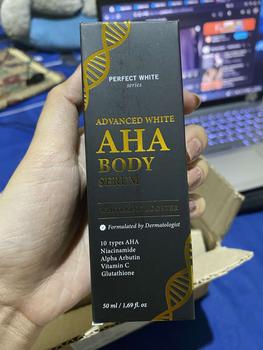 PERFECT WHITE
series
ADVANCED WHITE
AHA
BODY
SERUM
Formulated by Dermatologist
10 types AHA
Niacinamide
Alpha Arbutin
Vitamin C
Glutathione
50 ml / 1,69 fl. oz